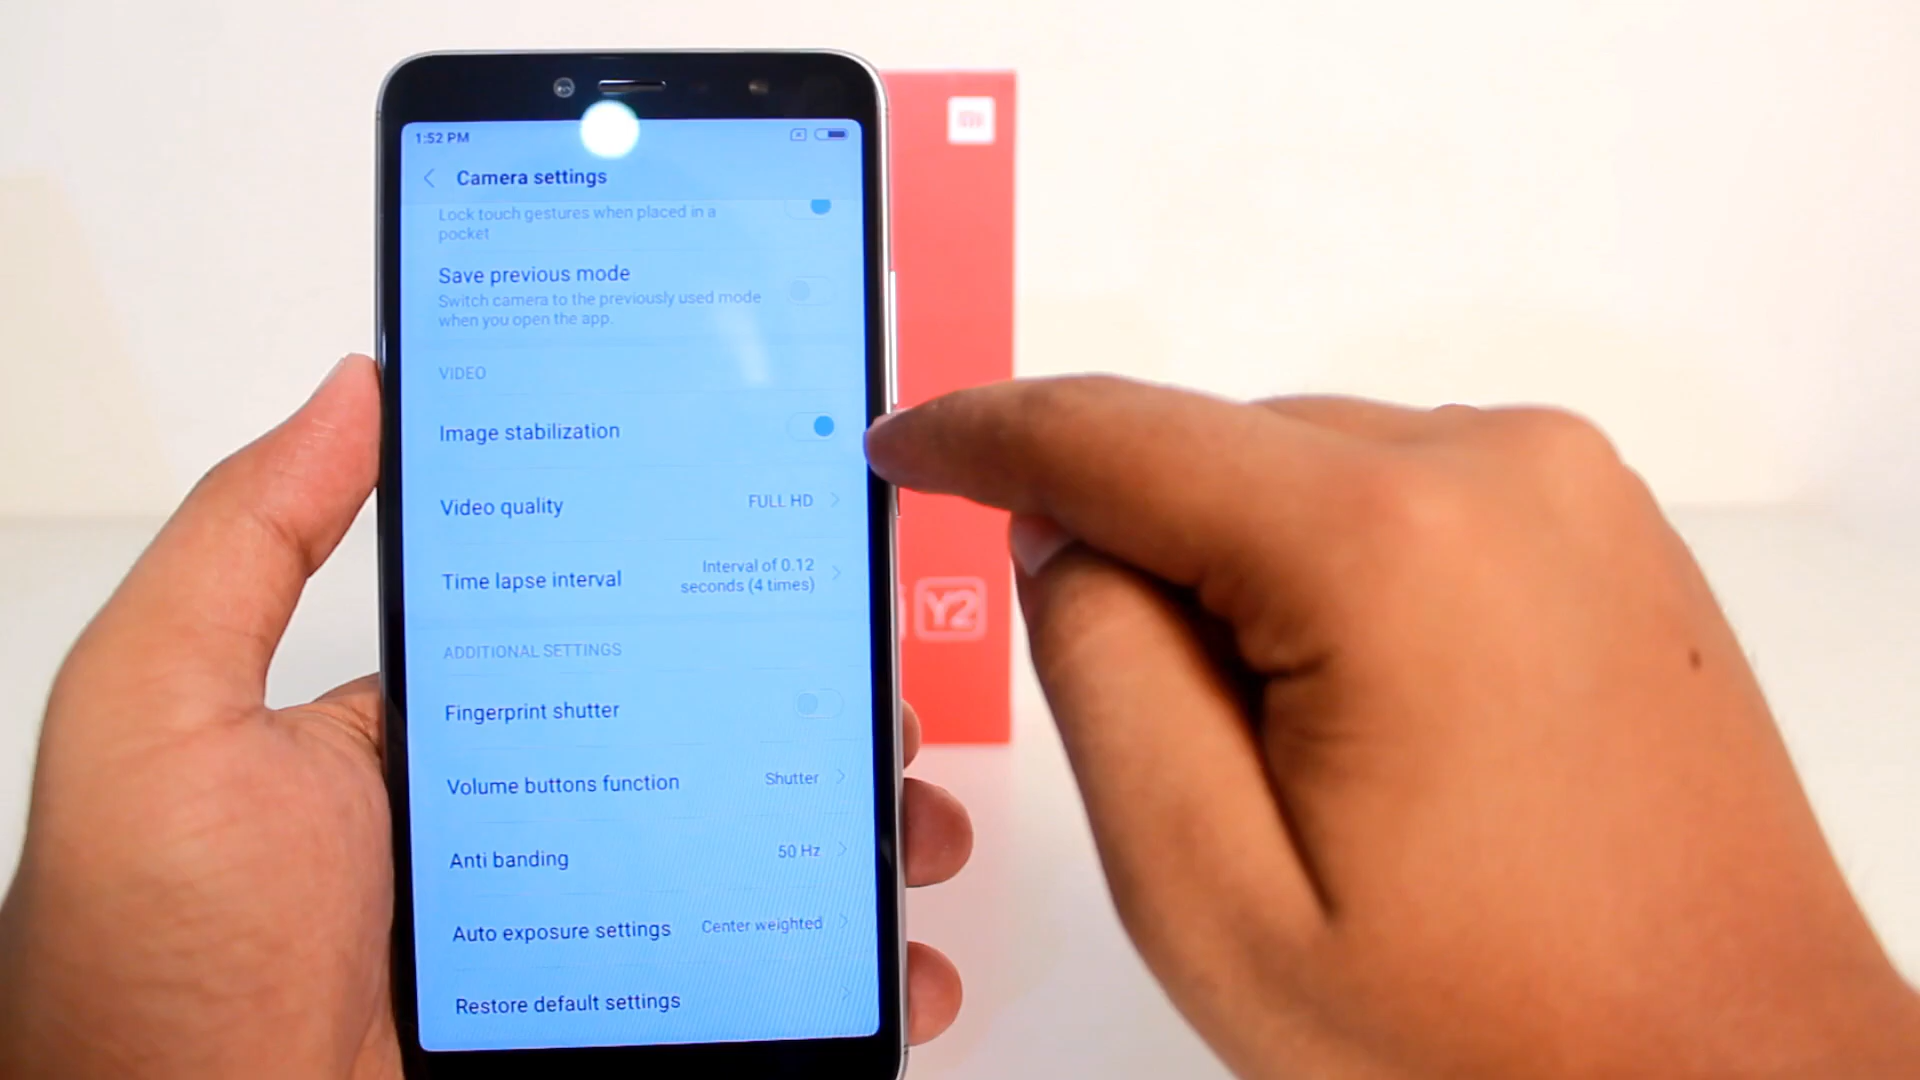 1:52 PM
Camera settings
Lock touch gestures when placed in a
pocket
Save previous mode
Switch camera to the previously used mode
when you open the app.
VIDEO
Image stabilization
Video quality
FULL HD
Time lapse interval
Interval of 0.12
seconds (4 times)
ADDITIONAL SETTINGS
Fingerprint shutter
Volume buttons function
Shutter
Anti banding
50 Hz
Auto exposure settings
Center weighted
Restore default settings
mi
i Y2